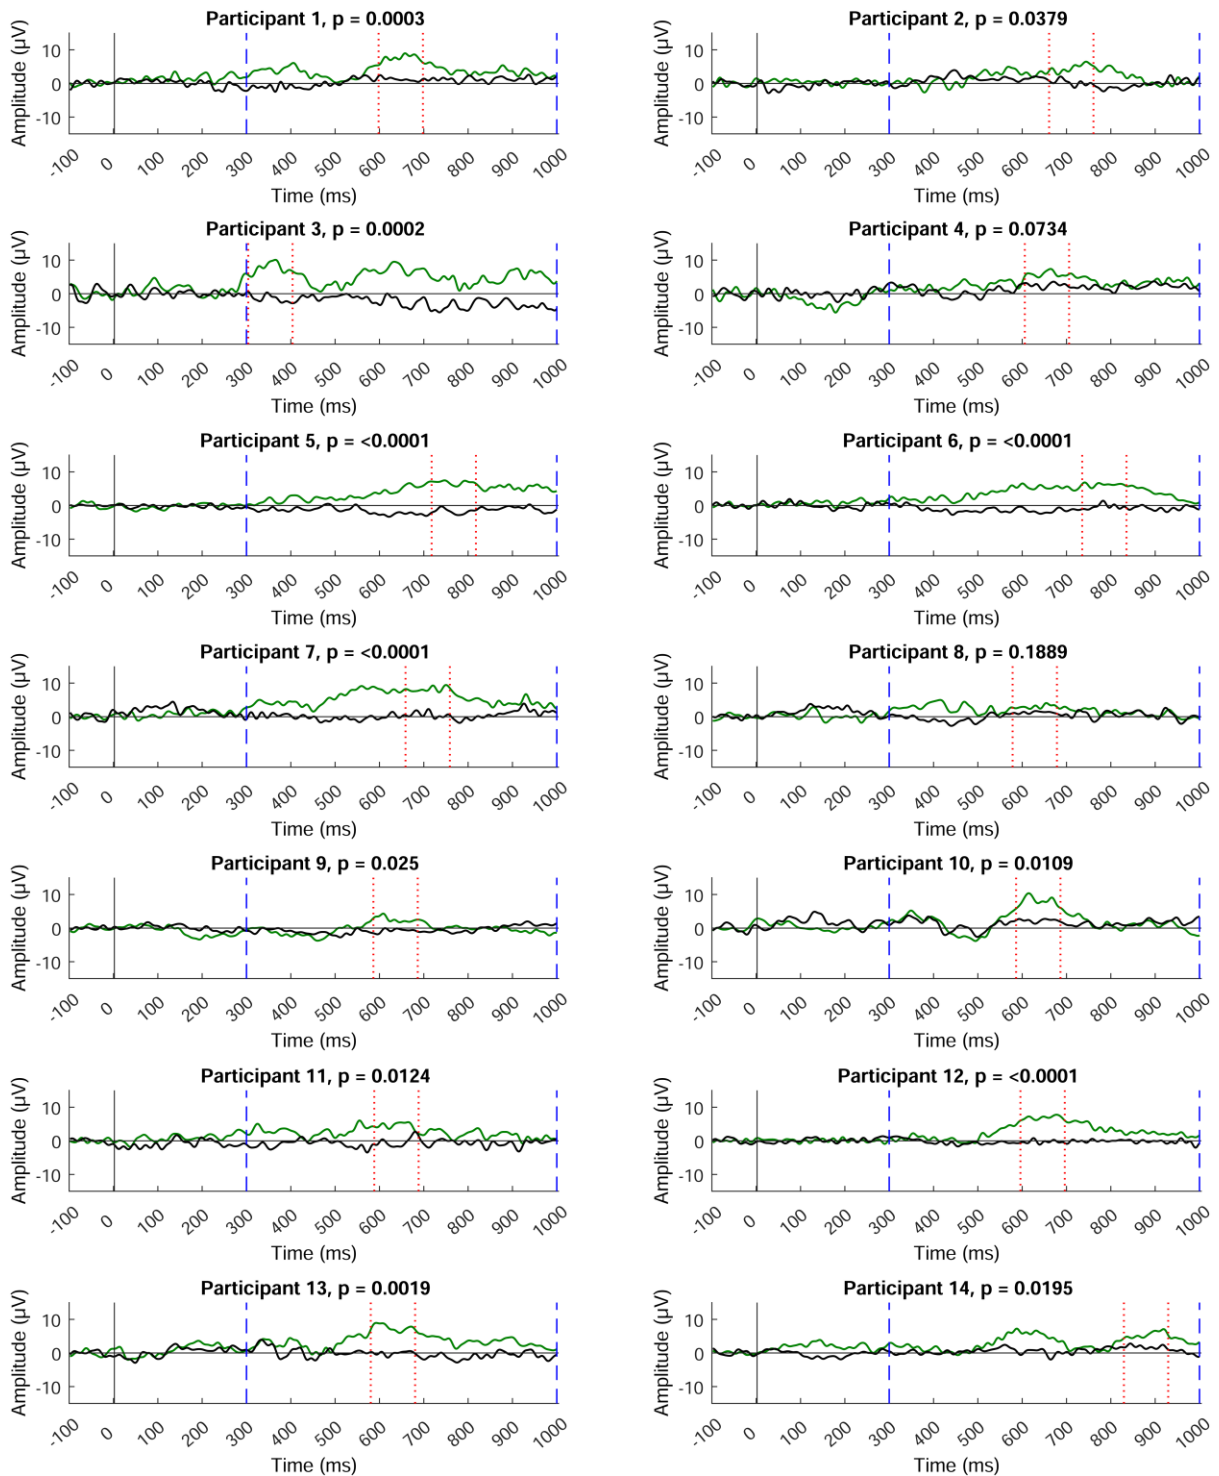 Participant 1, p = 0.0003
Amplitude (µV)
10
0
-10
-100 0 100 200 300 400 500 600 700 800 900 1000
Time (ms)
Participant 2, p = 0.0379
Amplitude (µV)
10
0
-10
-100 0 100 200 300 400 500 600 700 800 900 1000
Time (ms)
Participant 3, p = 0.0002
Amplitude (µV)
10
0
-10
-100 0 100 200 300 400 500 600 700 800 900 1000
Time (ms)
Participant 4, p = 0.0734
Amplitude (µV)
10
0
-10
-100 0 100 200 300 400 500 600 700 800 900 1000
Time (ms)
Participant 5, p = <0.0001
Amplitude (µV)
10
0
-10
-100 0 100 200 300 400 500 600 700 800 900 1000
Time (ms)
Participant 6, p = <0.0001
Amplitude (µV)
10
0
-10
-100 0 100 200 300 400 500 600 700 800 900 1000
Time (ms)
Participant 7, p = <0.0001
Amplitude (µV)
10
0
-10
-100 0 100 200 300 400 500 600 700 800 900 1000
Time (ms)
Participant 8, p = 0.1889
Amplitude (µV)
10
0
-10
-100 0 100 200 300 400 500 600 700 800 900 1000
Time (ms)
Participant 9, p = 0.025
Amplitude (µV)
10
0
-10
-100 0 100 200 300 400 500 600 700 800 900 1000
Time (ms)
Participant 10, p = 0.0109
Amplitude (µV)
10
0
-10
-100 0 100 200 300 400 500 600 700 800 900 1000
Time (ms)
Participant 11, p = 0.0124
Amplitude (µV)
10
0
-10
-100 0 100 200 300 400 500 600 700 800 900 1000
Time (ms)
Participant 12, p = <0.0001
Amplitude (µV)
10
0
-10
-100 0 100 200 300 400 500 600 700 800 900 1000
Time (ms)
Participant 13, p = 0.0019
Amplitude (µV)
10
0
-10
-100 0 100 200 300 400 500 600 700 800 900 1000
Time (ms)
Participant 14, p = 0.0195
Amplitude (µV)
10
0
-10
-100 0 100 200 300 400 500 600 700 800 900 1000
Time (ms)